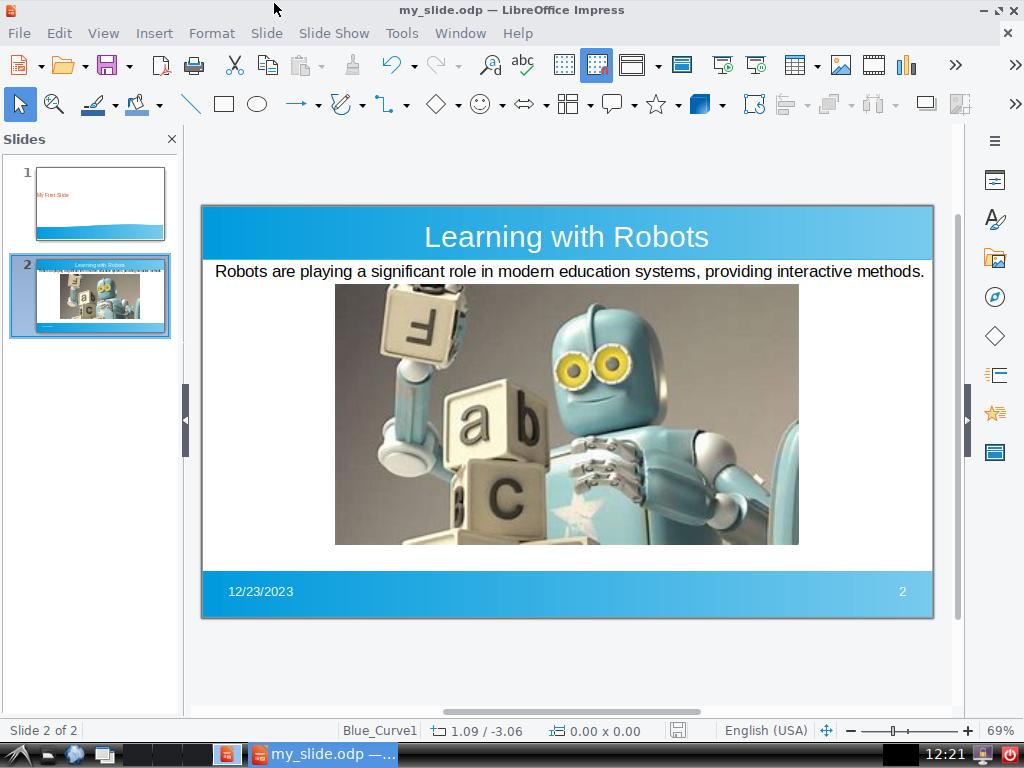 my_slide.odp — LibreOffice Impress
File Edit View Insert Format Slide Slide Show Tools Window Help
abc
Slides
1
My First Slide
2
Learning with Robots
Learning with Robots
Robots are playing a significant role in modern education systems, providing interactive methods.
F
a b
B C
12/23/2023
2
Slide 2 of 2
Blue_Curve1
1.09 / -3.06
0.00 x 0.00
English (USA)
69%
my_slide.odp —...
12:21